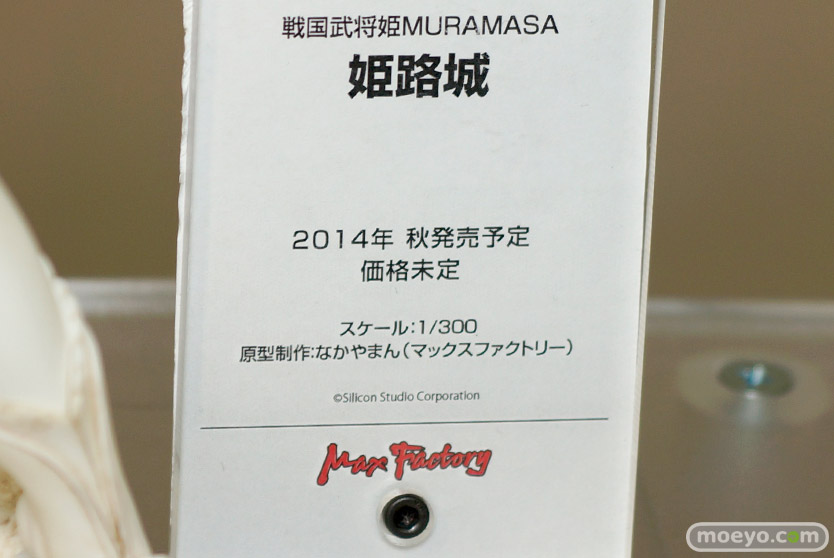 戦国武将姫MURAMASA
姫路城
2014年 秋発売予定
価格未定
スケール:1/300
原型制作:なかやまん(マックスファクトリー)
©Silicon Studio Corporation
Max Factory
moeyo.com